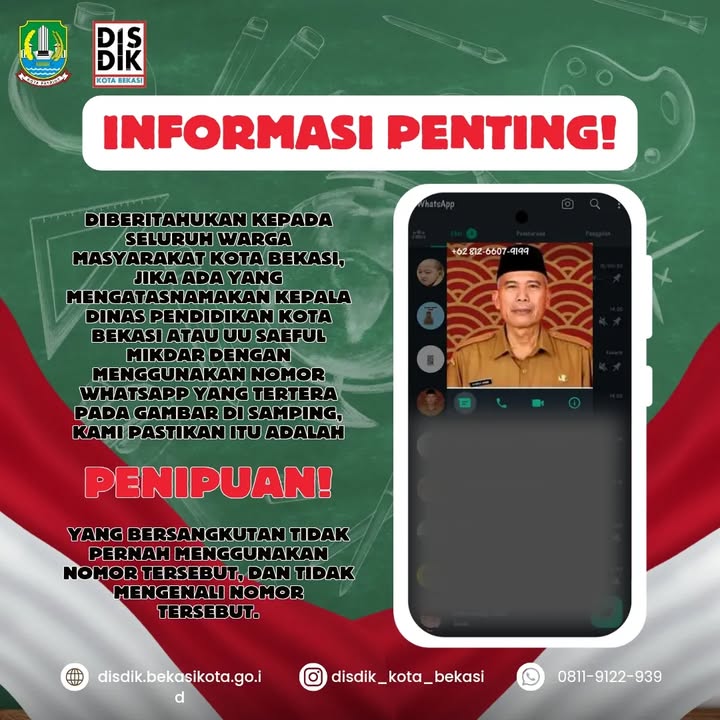 DIS
DIK
KOTA BEKASI
INFORMASI PENTING!
DIBERITAHUKAN KEPADA
SELURUH WARGA
MASYARAKAT KOTA BEKASI,
JIKA ADA YANG
MENGATASNAMAKAN KEPALA
DINAS PENDIDIKAN KOTA
BEKASI ATAU UU SAEFUL
MIKDAR DENGAN
MENGGUNAKAN NOMOR
WHATSAPP YANG TERTERA
PADA GAMBAR DI SAMPING,
KAMI PASTIKAN ITU ADALAH
PENIPUAN!
YANG BERSANGKUTAN TIDAK
PERNAH MENGGUNAKAN
NOMOR TERSEBUT, DAN TIDAK
MENGENALI NOMOR
TERSEBUT.
WhatsApp
Chat
Panggilan
+62 812-6607-9199
disdik.bekasikota.go.i
d
disdik_kota_bekasi
0811-9122-939